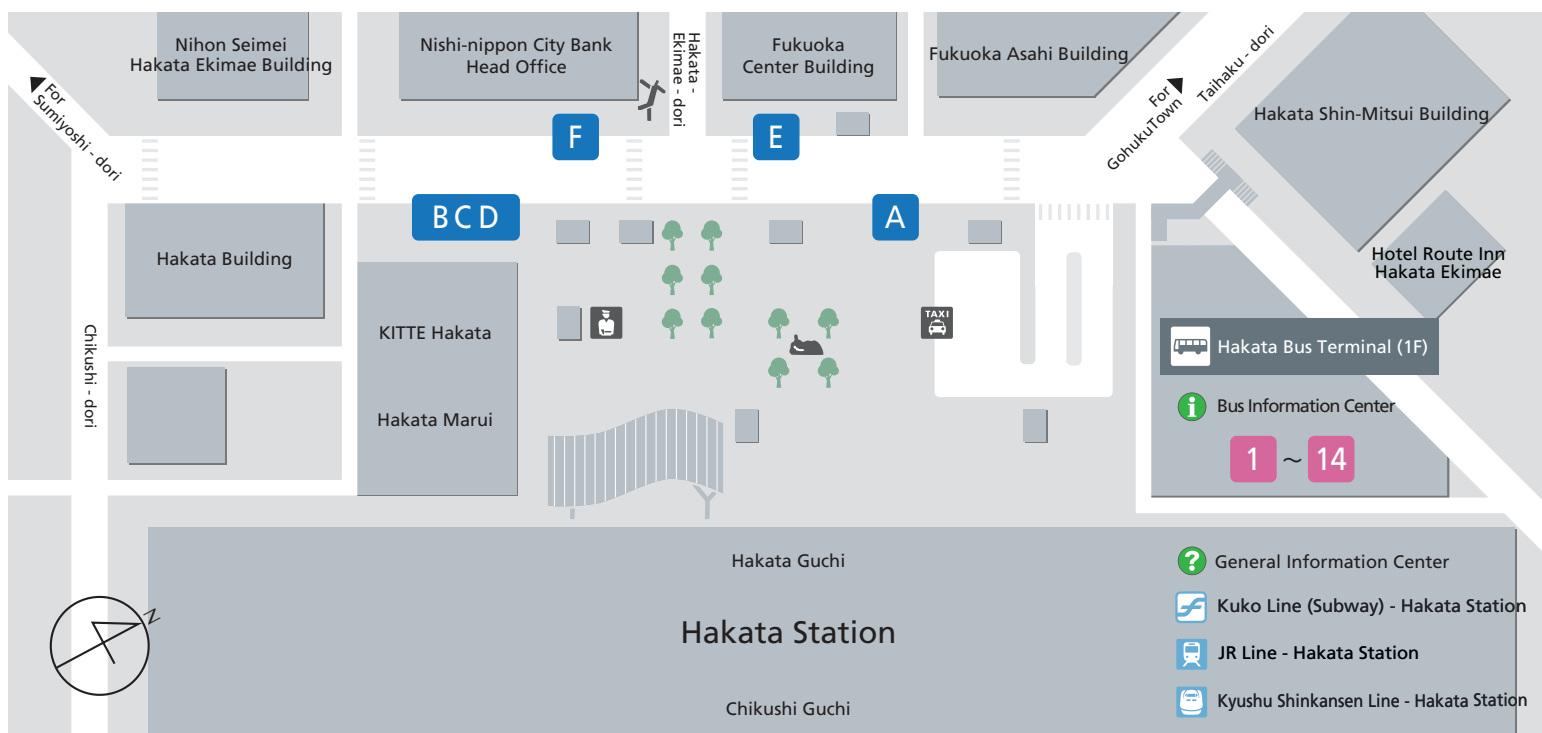 Nihon Seimei
Hakata Ekimae Building
Nishi-nippon City Bank
Head Office
Hakata -
Ekimae - dori
Fukuoka
Center Building
Fukuoka Asahi Building
Taihaku - dori
For
GohukuTown
Hakata Shin-Mitsui Building
For
Sumiyoshi - dori
F
E
B C D
A
Hakata Building
Hotel Route Inn
Hakata Ekimae
KITTE Hakata
TAXI
Hakata Bus Terminal (1F)
Chikushi - dori
Hakata Marui
i
Bus Information Center
1 ~ 14
Hakata Guchi
?
General Information Center
Kuko Line (Subway) - Hakata Station
N
Hakata Station
JR Line - Hakata Station
Kyushu Shinkansen Line - Hakata Station
Chikushi Guchi